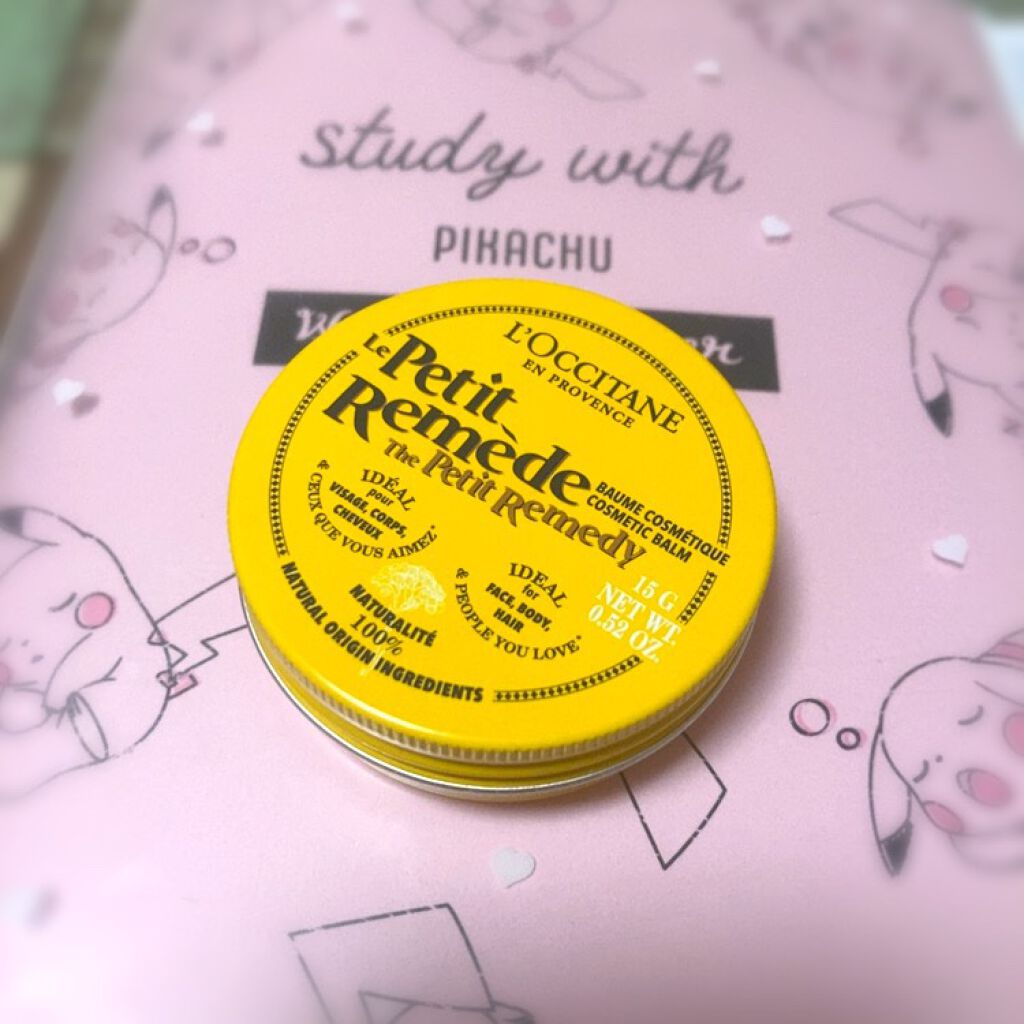 study with
PIKACHU
L'OCCITANE
EN PROVENCE
Le Petit
Remède
The Petit Remedy
BAUME COSMÉTIQUE
COSMETIC BALM
IDÉAL
pour
VISAGE, CORPS,
CHEVEUX
& CEUX QUE VOUS AIMEZ*
IDEAL
for
FACE, BODY,
HAIR
& PEOPLE YOU LOVE*
15 G
NET WT.
0.52 OZ.
NATURALITÉ
100%
NATURAL ORIGIN INGREDIENTS